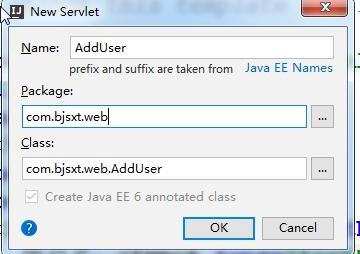 New Servlet
Name: AddUser
prefix and suffix are taken from Java EE Names
Package:
com.bjsxt.web
...
Class:
com.bjsxt.web.AddUser
...
Create Java EE 6 annotated class
?
OK Cancel